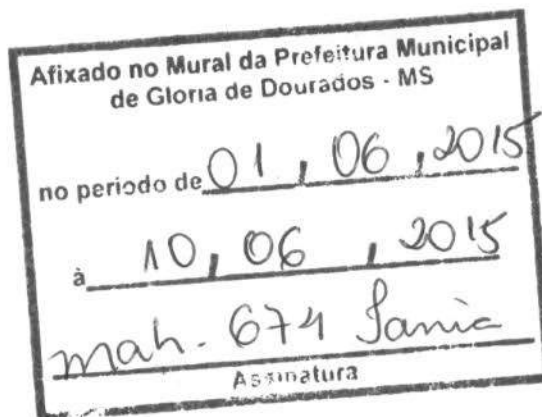 Afixado no Mural da Prefeitura Municipal
de Gloria de Dourados - MS
no periodo de 01, 06, 2015
à 10, 06, 2015
mah. 674
Assinatura